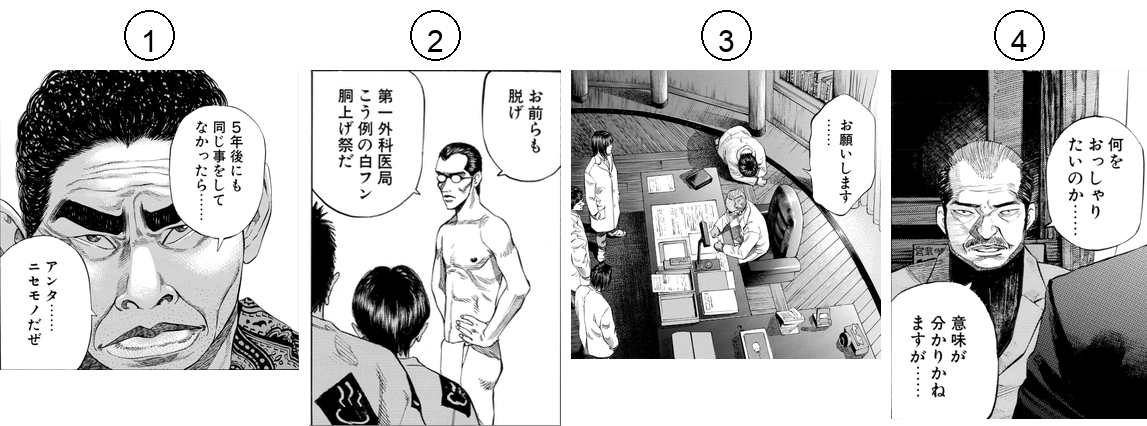 1
5年後にも
同じ事をして
なかったら……
アンタ……
ニセモノだぜ
2
お前らも
脱げ
第一外科医局
こう例の白フン
胴上げ祭だ
3
お願いします
……
4
何を
おっしゃり
たいのか……
意味が
分かりかね
ますが……